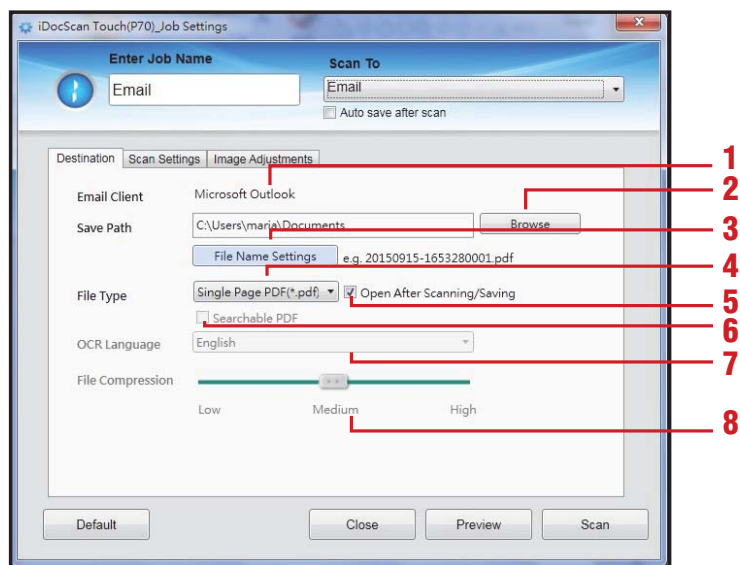 iDocScan Touch(P70)_Job Settings
Enter Job Name
Scan To
1
Email
Email
Auto save after scan
Destination
Scan Settings
Image Adjustments
1
Email Client
Microsoft Outlook
2
Save Path
C:\Users\maria\Documents
Browse
3
File Name Settings
e.g. 20150915-1653280001.pdf
4
File Type
Single Page PDF(*.pdf)
Open After Scanning/Saving
5
Searchable PDF
6
OCR Language
English
7
File Compression
Low
Medium
High
8
Default
Close
Preview
Scan